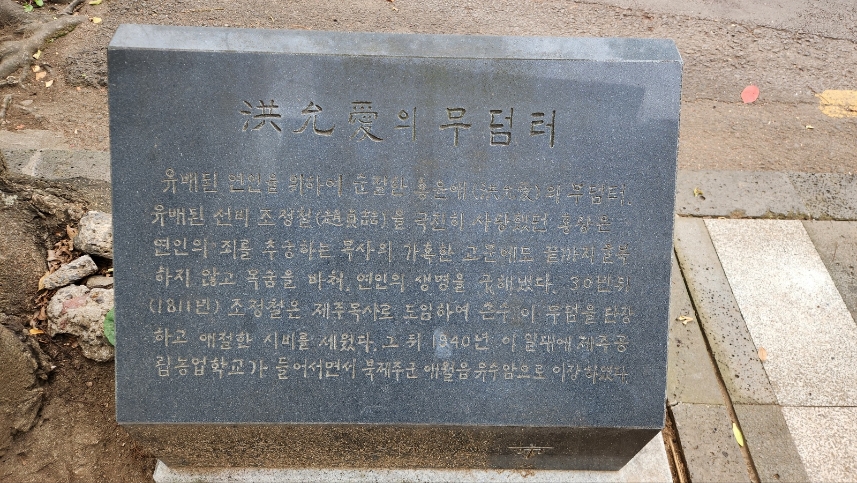 洪允愛의 무덤터
유배된 연인을 위하여 순절한 홍윤애(洪允愛)의 무덤터.
유배된 선비 조정철(趙貞喆)을 극진히 사랑했던 홍랑은
연인의 죄를 추궁하는 목사의 가혹한 고문에도 끝까지 굴복
하지 않고 목숨을 바쳐, 연인의 생명을 구해냈다. 30년뒤
(1811년) 조정철은 제주목사로 도임하여 손수 이 무덤을 단장
하고 애절한 시비를 세웠다. 그 뒤 1940년 이 일대에 제주공
립농업학교가 들어서면서 북제주군 애월읍 유수암으로 이장하였다.